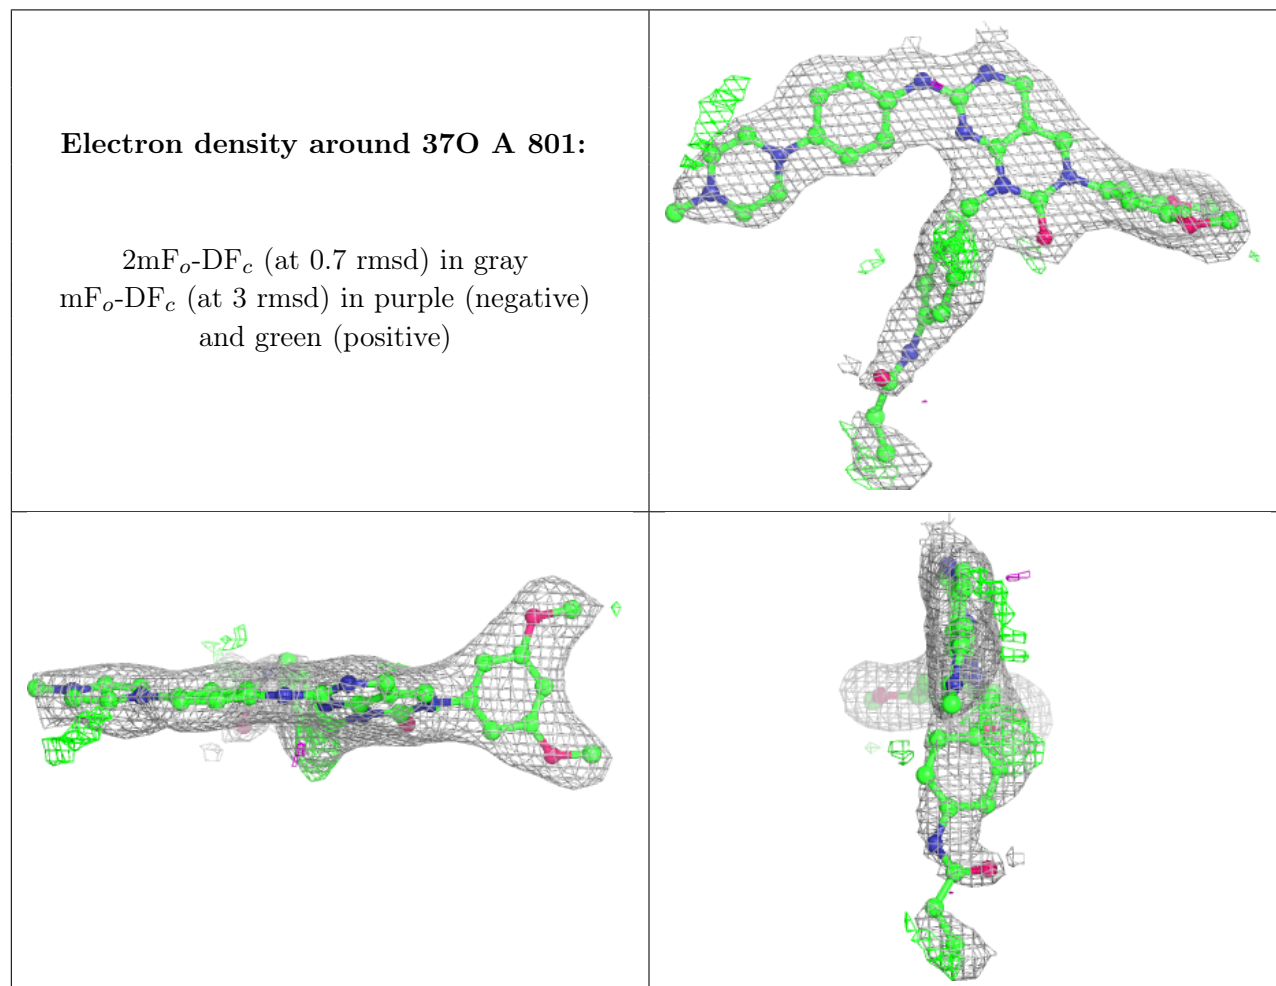 Electron density around 37O A 801:
2mFo-DFc (at 0.7 rmsd) in gray
mFo-DFc (at 3 rmsd) in purple (negative)
and green (positive)